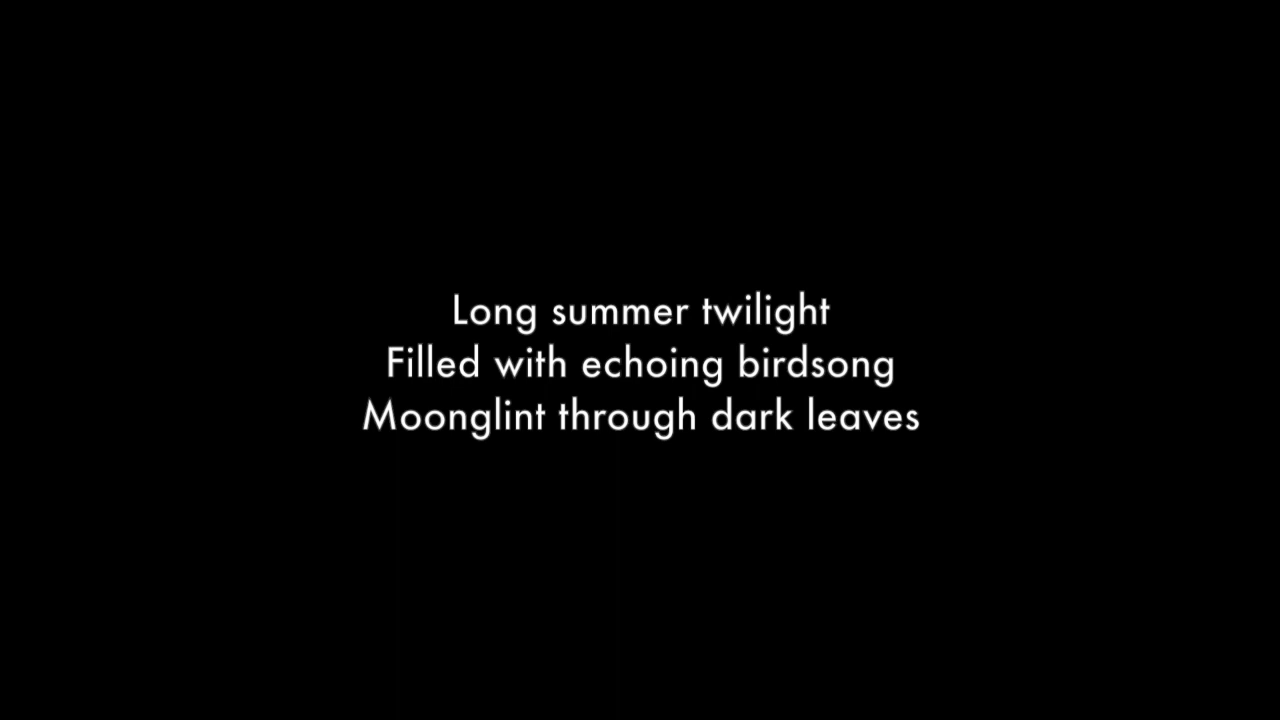 Long summer twilight
Filled with echoing birdsong
Moonglint through dark leaves